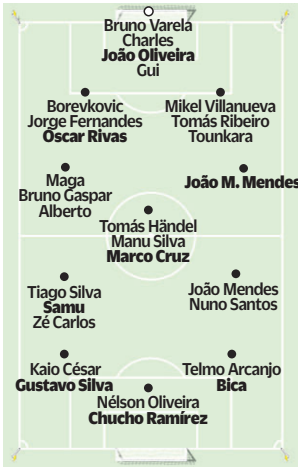 Bruno Varela
Charles
João Oliveira
Gui
Borevkovic
Jorge Fernandes
Óscar Rivas
Mikel Villanueva
Tomás Ribeiro
Tounkara
Maga
Bruno Gaspar
Alberto
João M. Mendes
Tomás Händel
Manu Silva
Marco Cruz
Tiago Silva
Samu
Zé Carlos
João Mendes
Nuno Santos
Kaio César
Gustavo Silva
Telmo Arcanjo
Bica
Nélson Oliveira
Chucho Ramírez